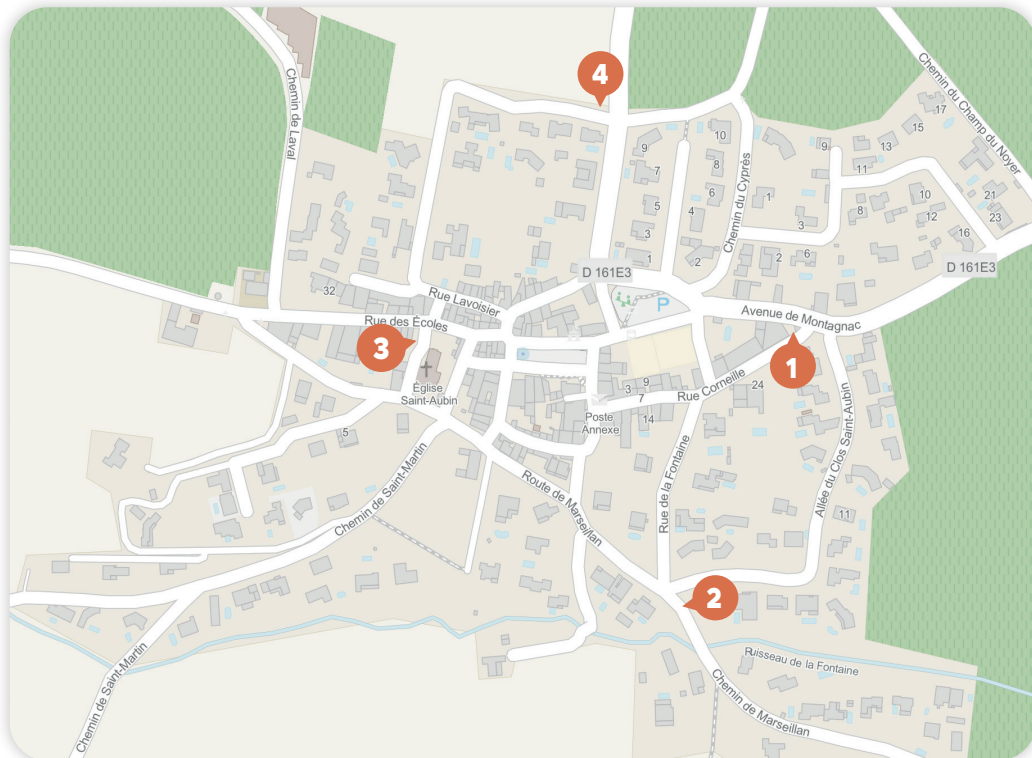 4
Chemin du Champ du Noyer
17
15
13
9
11
10
9
8
7
6
5
4
3
2
1
1
3
2
6
8
10
12
16
21
23
Chemin de Laval
Chemin du Cyprès
D 161E3
D 161E3
32
Rue Lavoisier
P
Rue des Écoles
Avenue de Montagnac
3
1
Église
Saint-Aubin
Rue Corneille
3
9
7
14
24
Poste
Annexe
5
Chemin de Saint-Martin
Route de Marseillan
Rue de la Fontaine
Allée du Clos Saint-Aubin
11
2
Ruisseau de la Fontaine
Chemin de Saint-Martin
Chemin de Marseillan